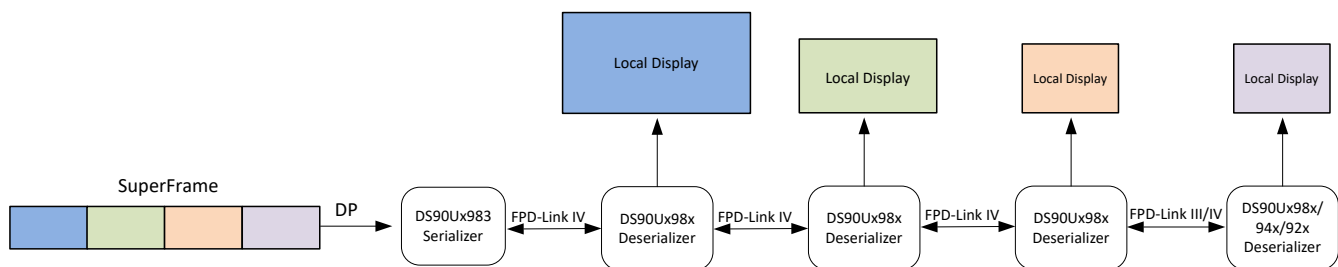 Local Display
Local Display
Local Display
Local Display
SuperFrame
DP
DS90Ux983
Serializer
FPD-Link IV
DS90Ux98x
Deserializer
FPD-Link IV
DS90Ux98x
Deserializer
FPD-Link IV
DS90Ux98x
Deserializer
FPD-Link III/IV
DS90Ux98x/
94x/92x
Deserializer